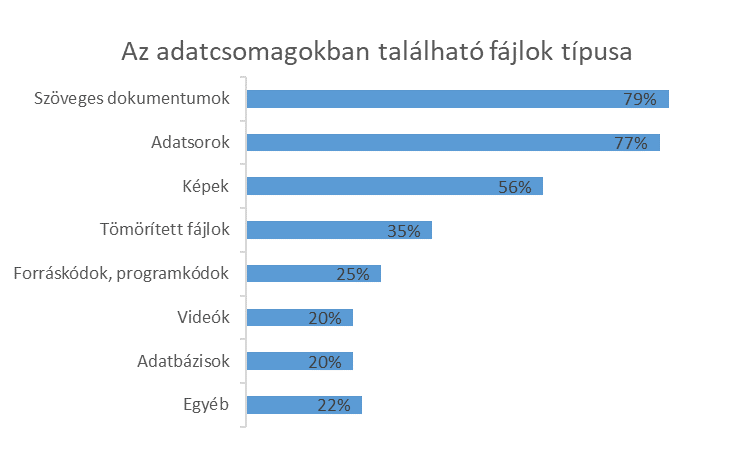 Az adatcsomagokban található fájlok típusa
Szöveges dokumentumok 79%
Adatsorok 77%
Képek 56%
Tömörített fájlok 35%
Forráskódok, programkódok 25%
Videók 20%
Adatbázisok 20%
Egyéb 22%